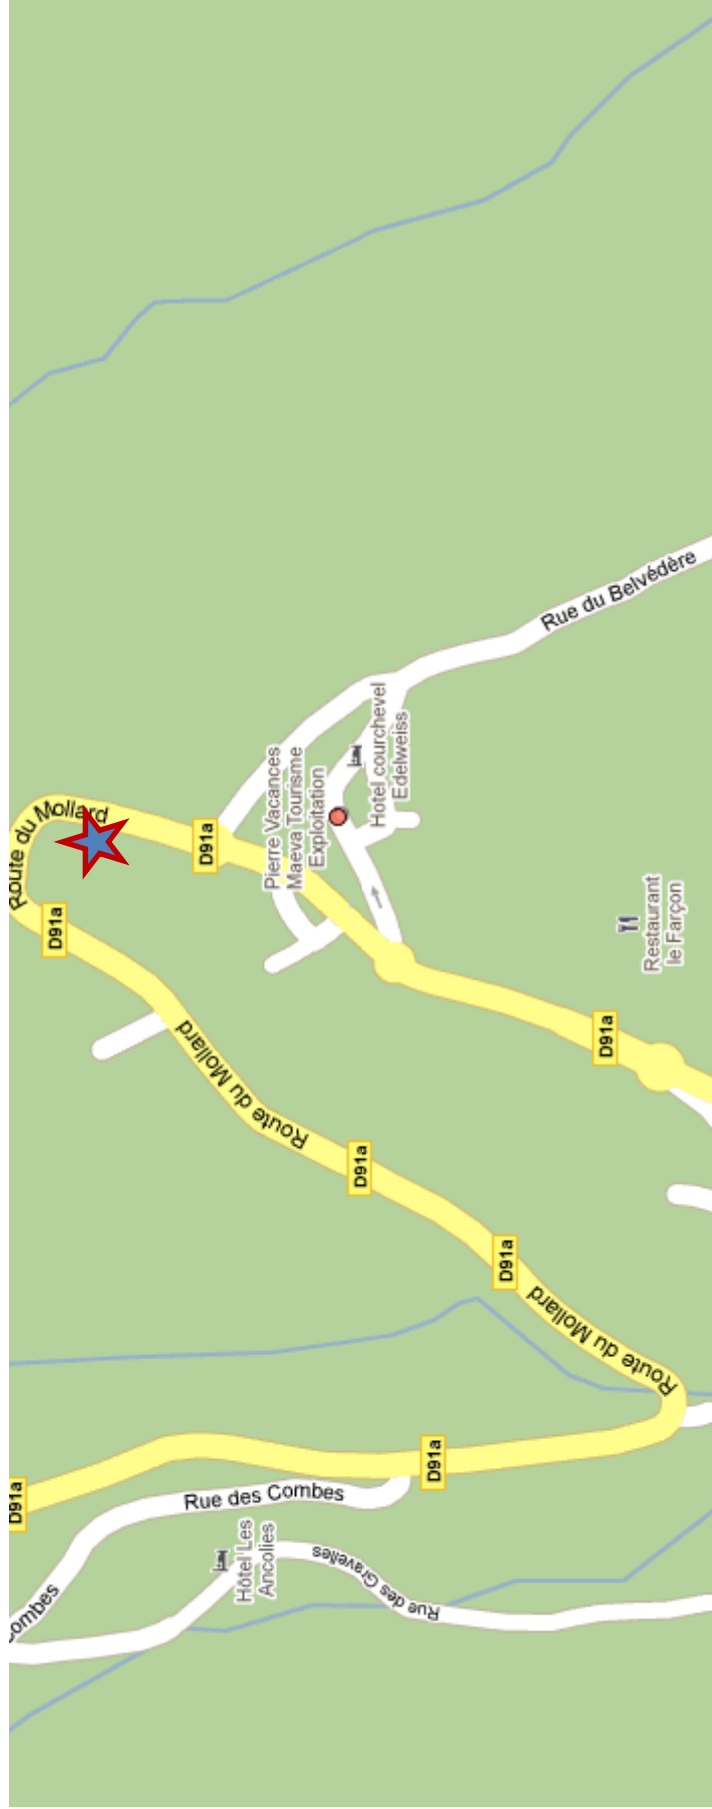 Route du Mollard
D91a
D91a
D91a
Pierre Vacances
Maeva Tourisme
Exploitation
Hotel courchevel
Edelweiss
Rue du Belvédère
Restaurant
le Farçon
D91a
Route du Mollard
D91a
D91a
Route du Mollard
D91a
D91a
Rue des Combes
Hôtel Les
Ancolies
Rue des Gravelles
ombes